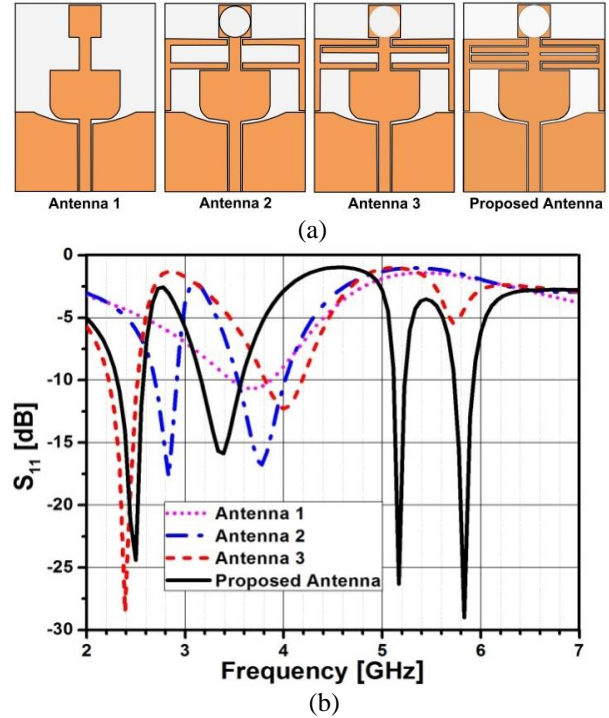 Antenna 1 Antenna 2 Antenna 3 Proposed Antenna
(a)
0
-5
-10
-15
-20
-25
-30
S11 [dB]
Antenna 1
Antenna 2
Antenna 3
Proposed Antenna
2 3 4 5 6 7
Frequency [GHz]
(b)